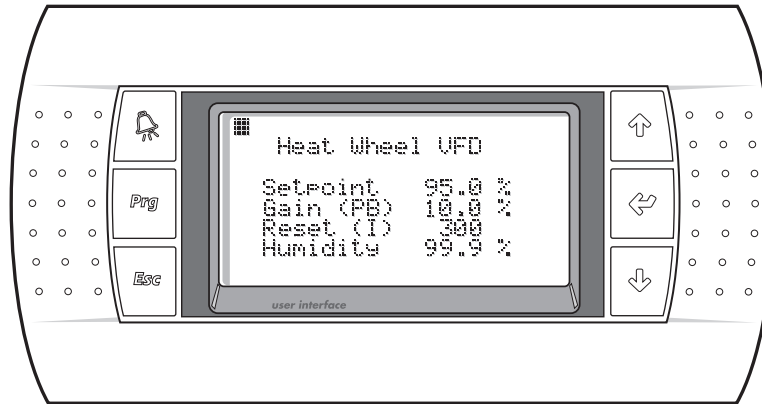 Heat Wheel VFD
Setpoint 95.0 %
Gain (PB) 10.0 %
Reset (I) 300
Humidity 99.9 %
Prg
Esc
user interface